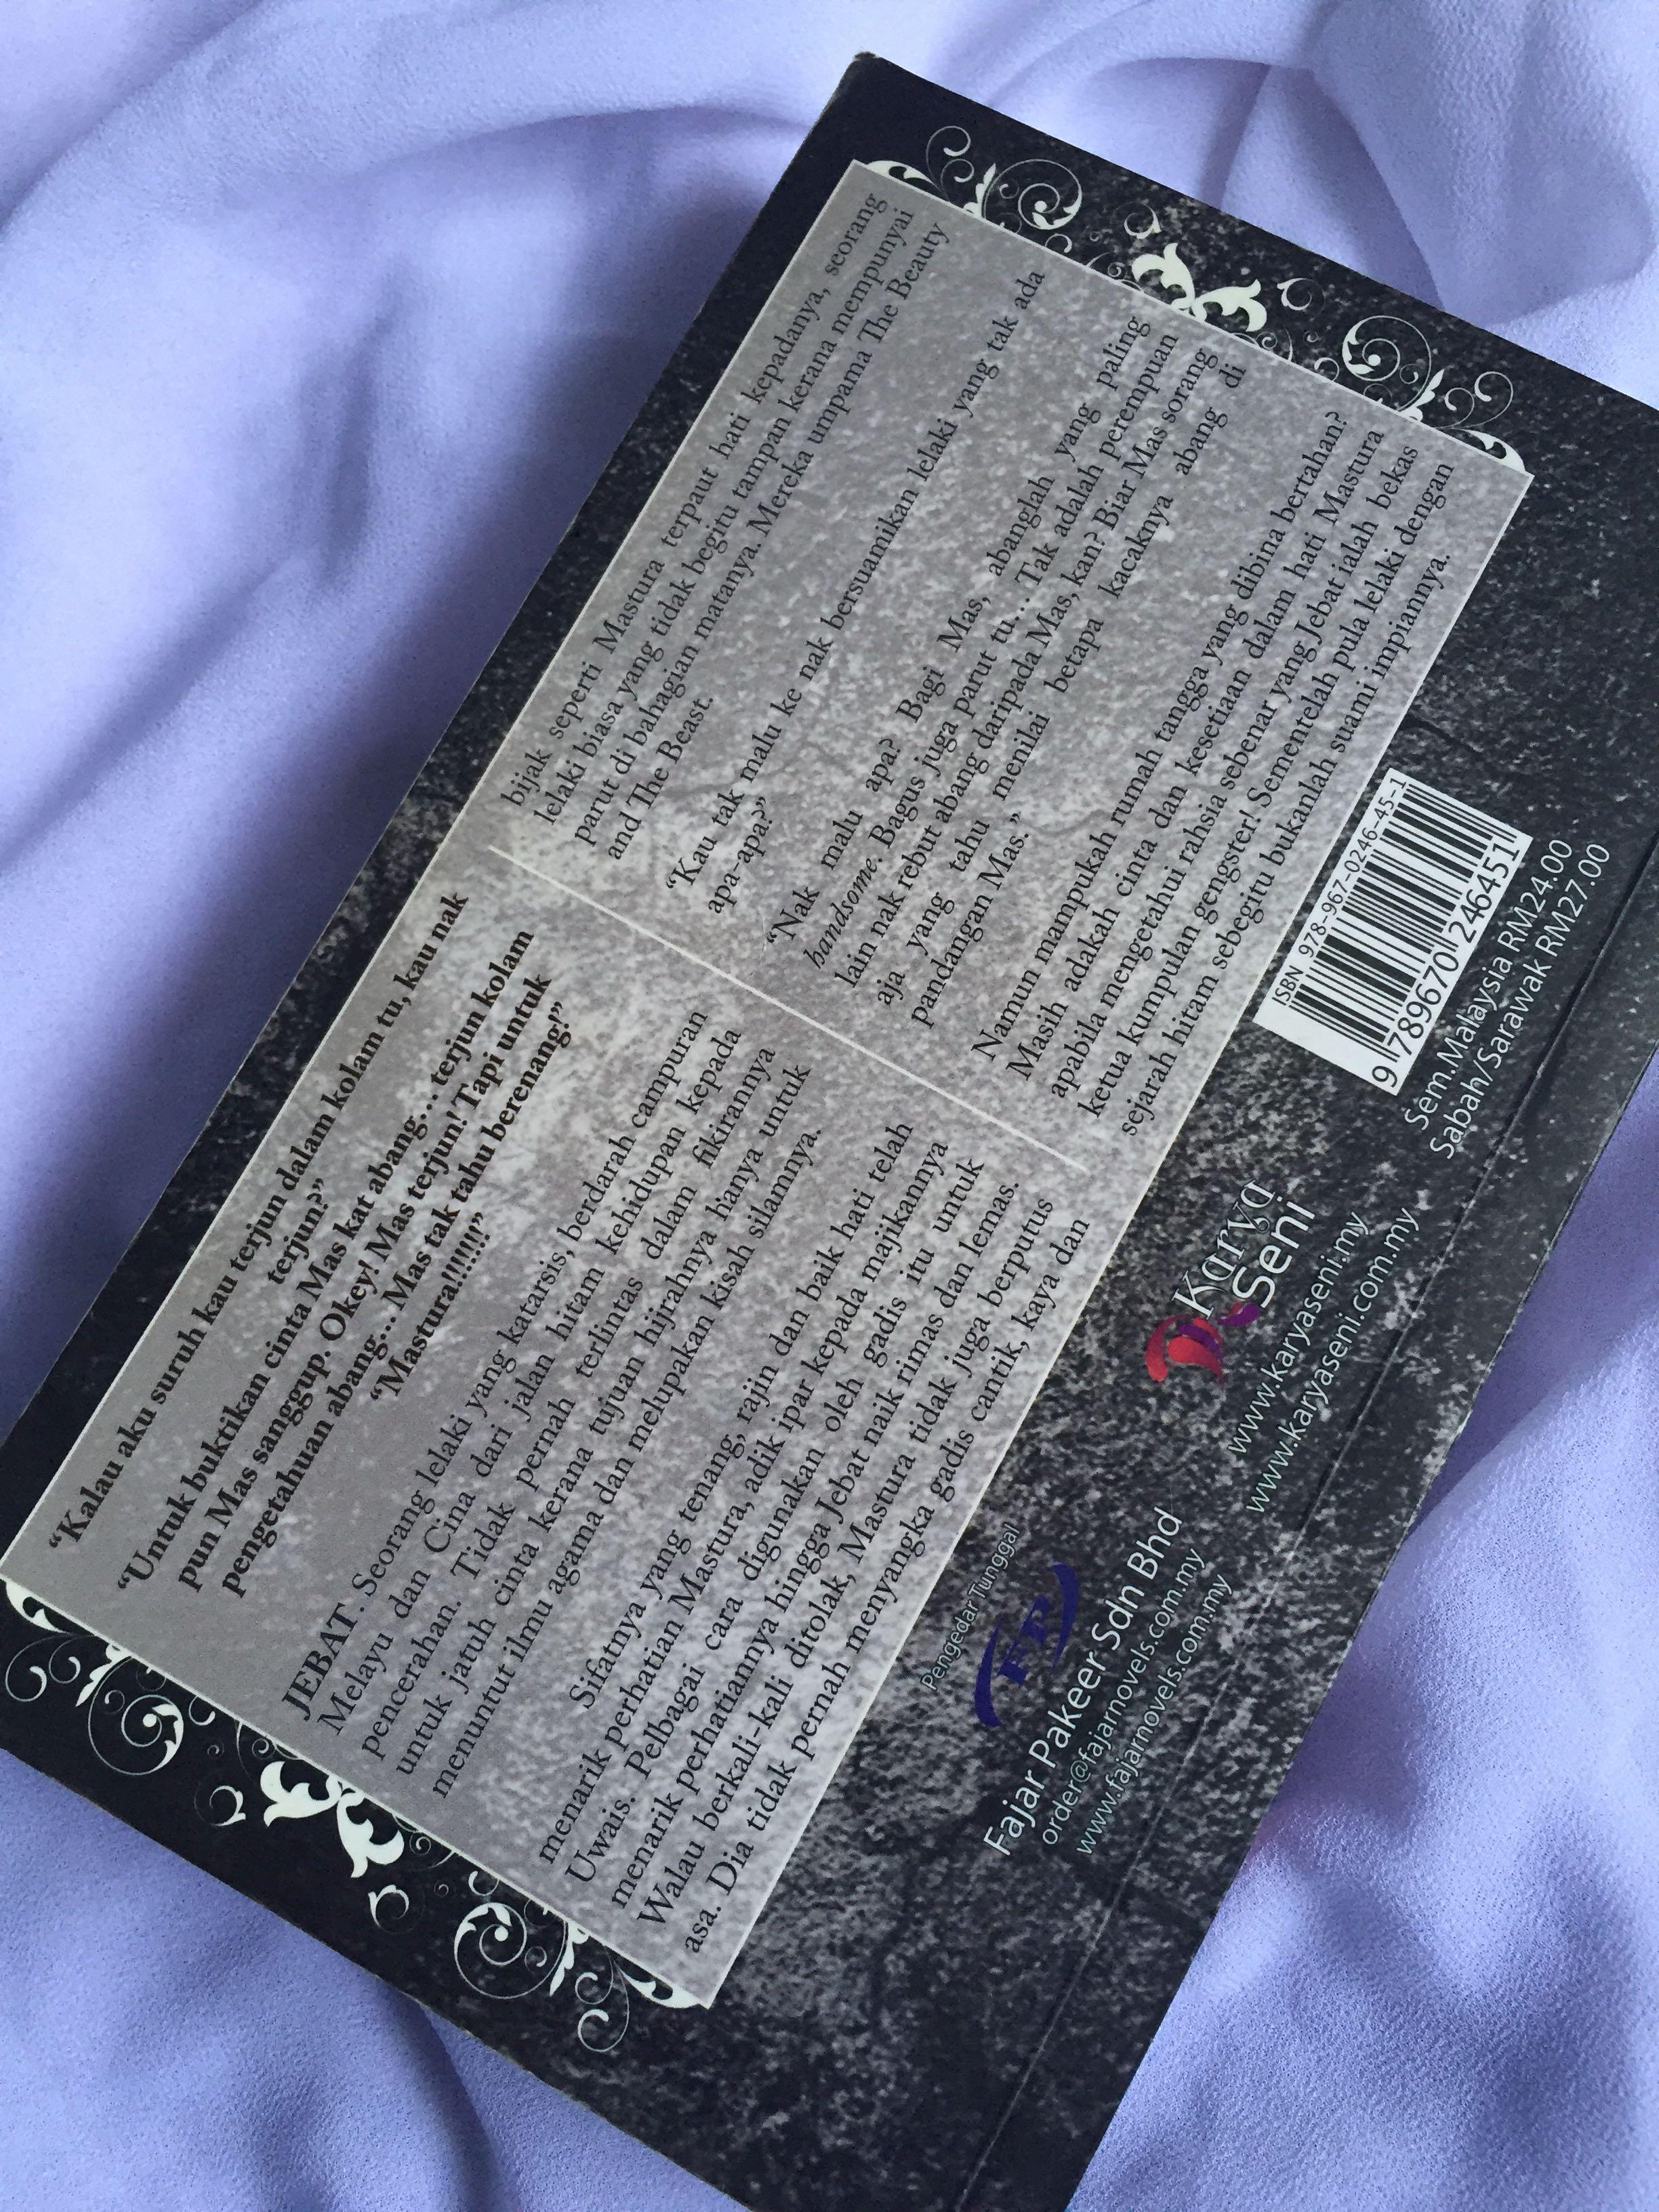 “Kalau aku suruh kau terjun dalam kolam tu, kau nak
terjun?”
“Untuk buktikan cinta Mas kat abang… terjun kolam
pun Mas sanggup. Okey! Mas terjun! Tapi untuk
pengetahuan abang… Mas tak tahu berenang!”
“Mastura!!!!!!!”
JEBAT. Seorang lelaki yang katarsis, berdarah campuran
Melayu dan Cina dari jalan hitam kehidupan kepada
pencerahan. Tidak pernah terlintas dalam fikirannya
untuk jatuh cinta kerana tujuan hijrahnya hanya untuk
menuntut ilmu agama dan melupakan kisah silamnya.
Sifatnya yang tenang, rajin dan baik hati telah
menarik perhatian Mastura, adik ipar kepada majikannya
Uwais. Pelbagai cara digunakan oleh gadis itu untuk
menarik perhatiannya hingga Jebat naik rimas dan lemas.
Walau berkali-kali ditolak, Mastura tidak juga berputus
asa. Dia tidak pernah menyangka gadis cantik, kaya dan
bijak seperti Mastura terpaut hati kepadanya, seorang
lelaki biasa yang tidak begitu tampan kerana mempunyai
parut di bahagian matanya. Mereka umpama The Beauty
and The Beast.
“Kau tak malu ke nak bersuamikan lelaki yang tak ada
apa-apa?”
“Nak malu apa? Bagi Mas, abanglah yang paling
handsome. Bagus juga parut tu… Tak adalah perempuan
lain nak rebut abang daripada Mas, kan? Biar Mas sorang
aja yang tahu menilai betapa kacaknya abang di
pandangan Mas.”
Namun mampukah rumah tangga yang dibina bertahan?
Masih adakah cinta dan kesetiaan dalam hati Mastura
apabila mengetahui rahsia sebenar yang Jebat ialah bekas
ketua kumpulan gengster! Sementelah pula lelaki dengan
sejarah hitam sebegitu bukanlah suami impiannya.
Pengedar Tunggal
FP
Fajar Pakeer Sdn Bhd
order@fajarnovels.com.my
www.fajarnovels.com.my
Karya
Seni
www.karyaseni.my
www.karyaseni.com.my
ISBN 978-967-0246-45-1
9 789670 246451
Sem.Malaysia RM24.00
Sabah/Sarawak RM27.00